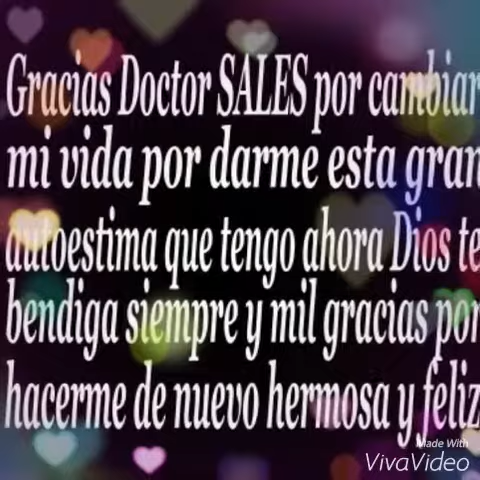 Gracias Doctor SALES por cambiar
mi vida por darme esta gran
autoestima que tengo ahora Dios te
bendiga siempre y mil gracias por
hacerme de nuevo hermosa y feliz
Made With
VivaVideo